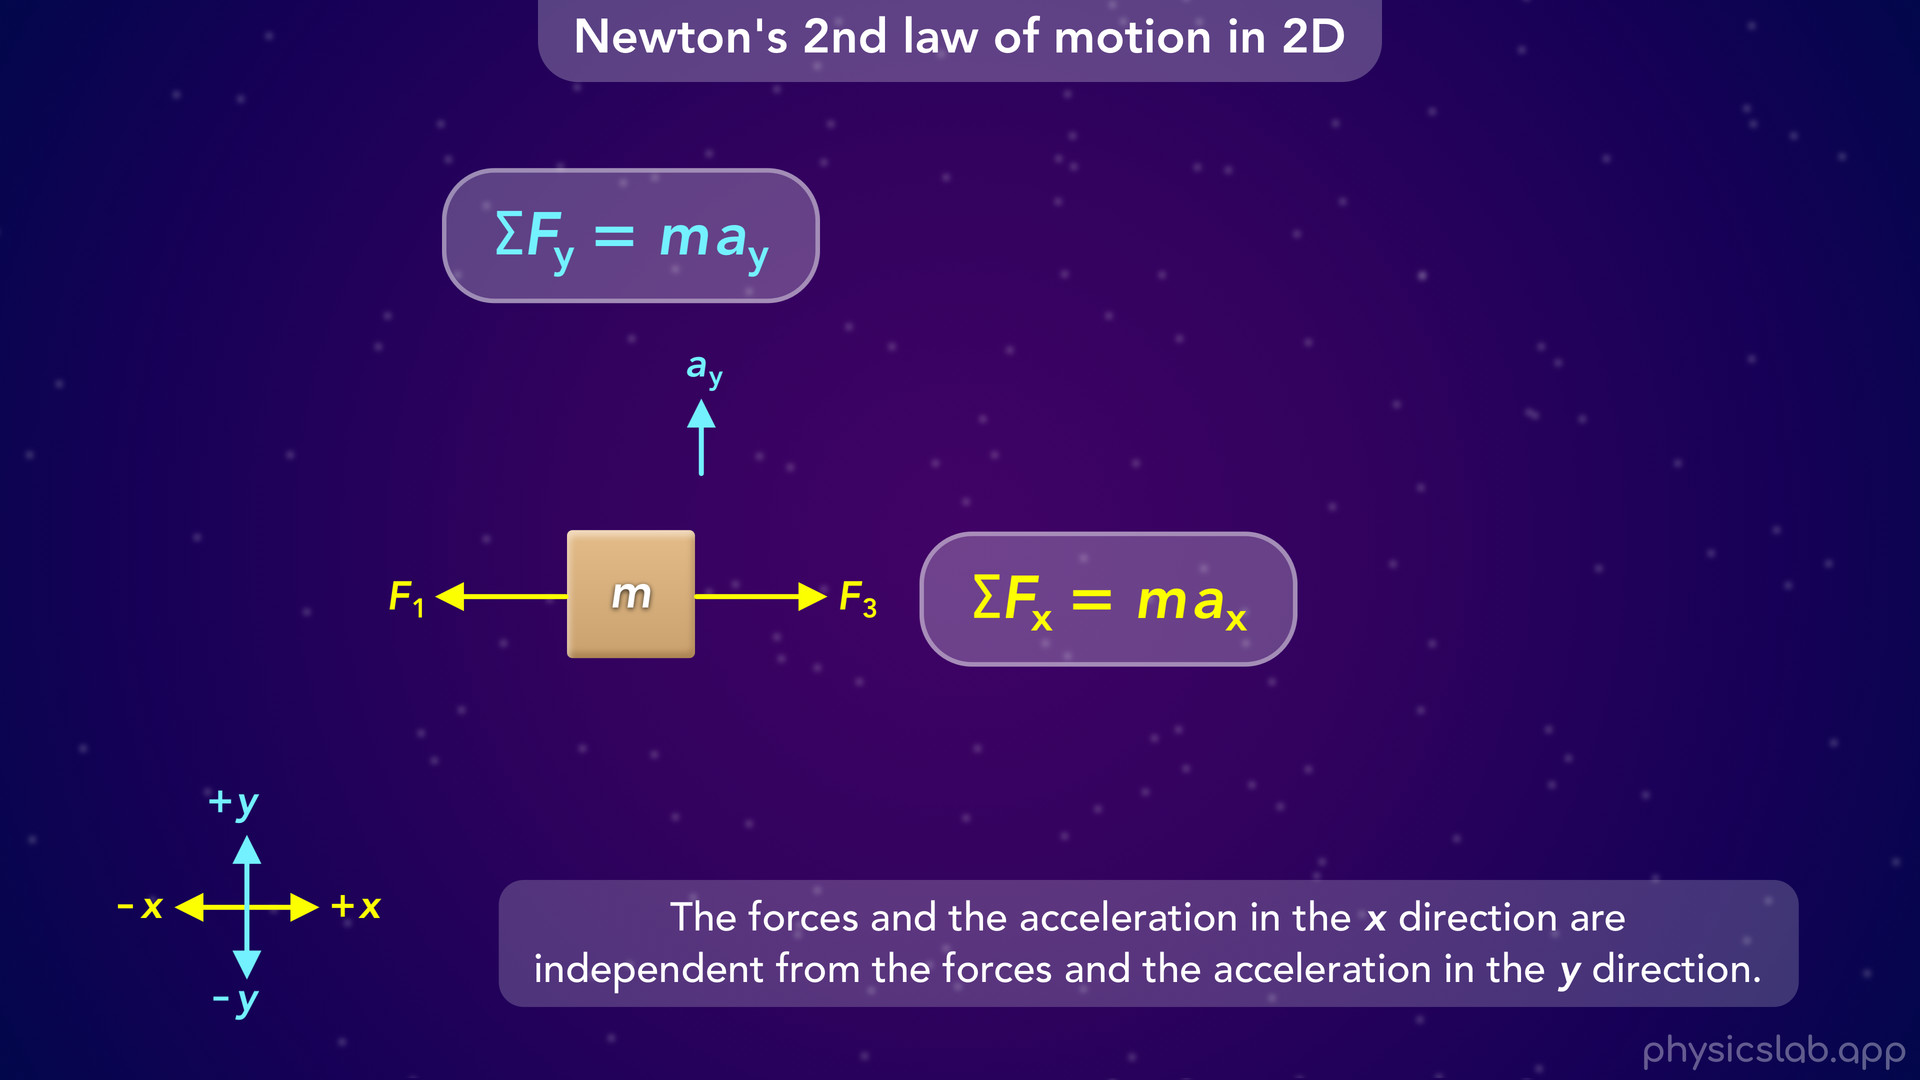 Newton's 2nd law of motion in 2D
ΣFy = may
ay
F1
m
F3
ΣFx = max
+y
-x
+x
-y
The forces and the acceleration in the x direction are
independent from the forces and the acceleration in the y direction.
physicslab.app